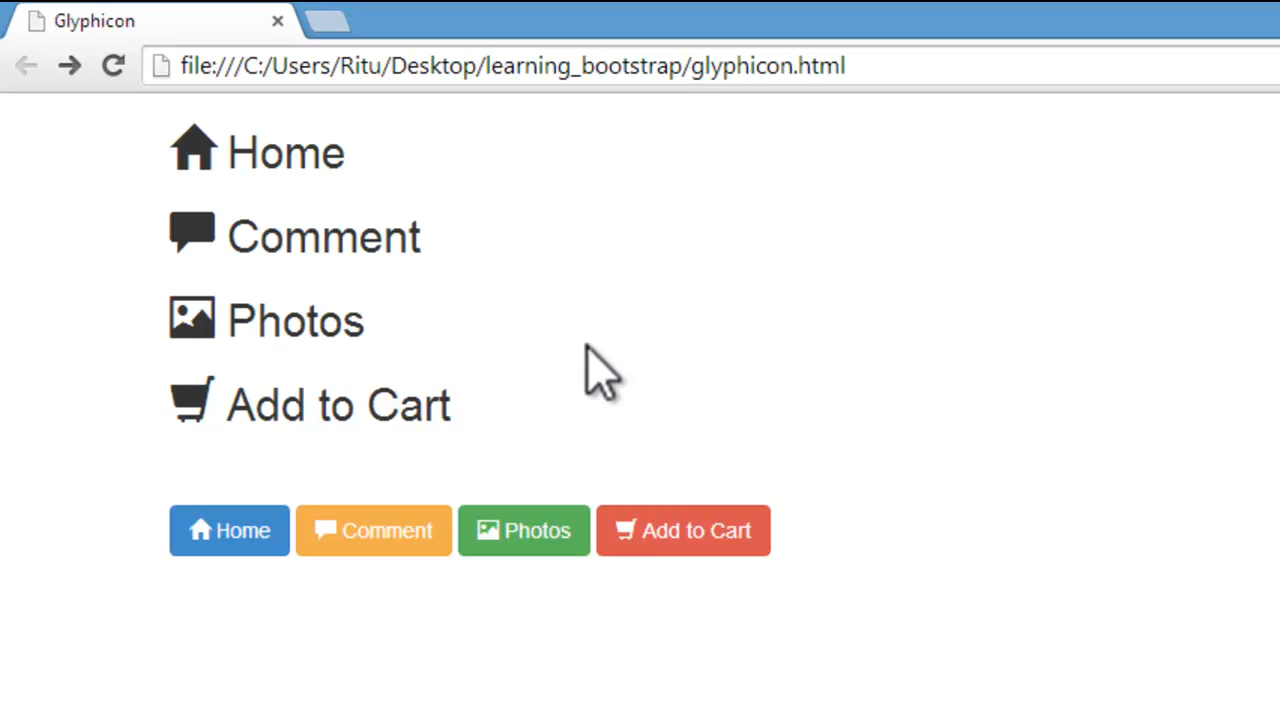 Glyphicon
file:///C:/Users/Ritu/Desktop/learning_bootstrap/glyphicon.html
Home
Comment
Photos
Add to Cart
Home Comment Photos Add to Cart